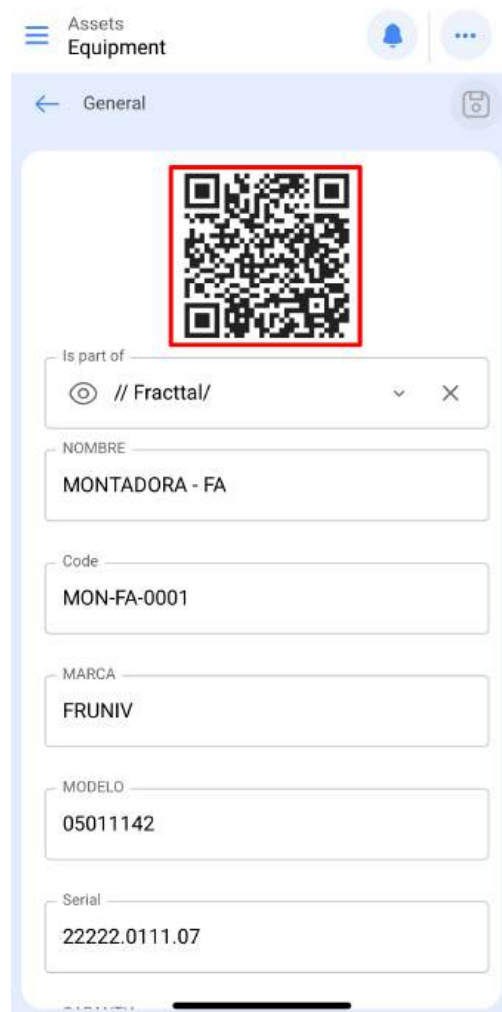 Assets
Equipment
General
Is part of
// Fracttal/
NOMBRE
MONTADORA - FA
Code
MON-FA-0001
MARCA
FRUNIV
MODELO
05011142
Serial
22222.0111.07